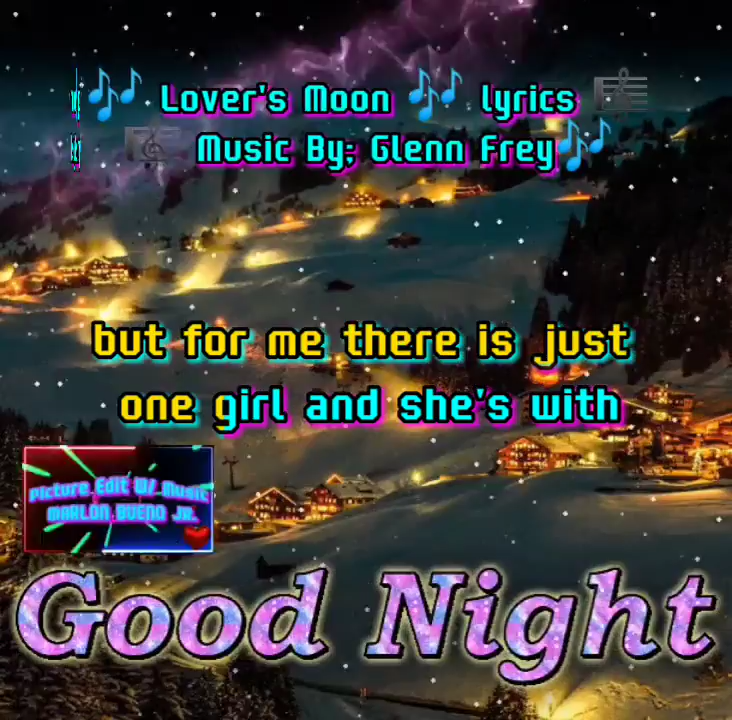 🎶 Lover's Moon 🎶 lyrics 🎼
🎼 Music By; Glenn Frey🎶
but for me there is just
one girl and she's with
Picture Edit W/ Music
MARLON BUENO JR.
Good Night